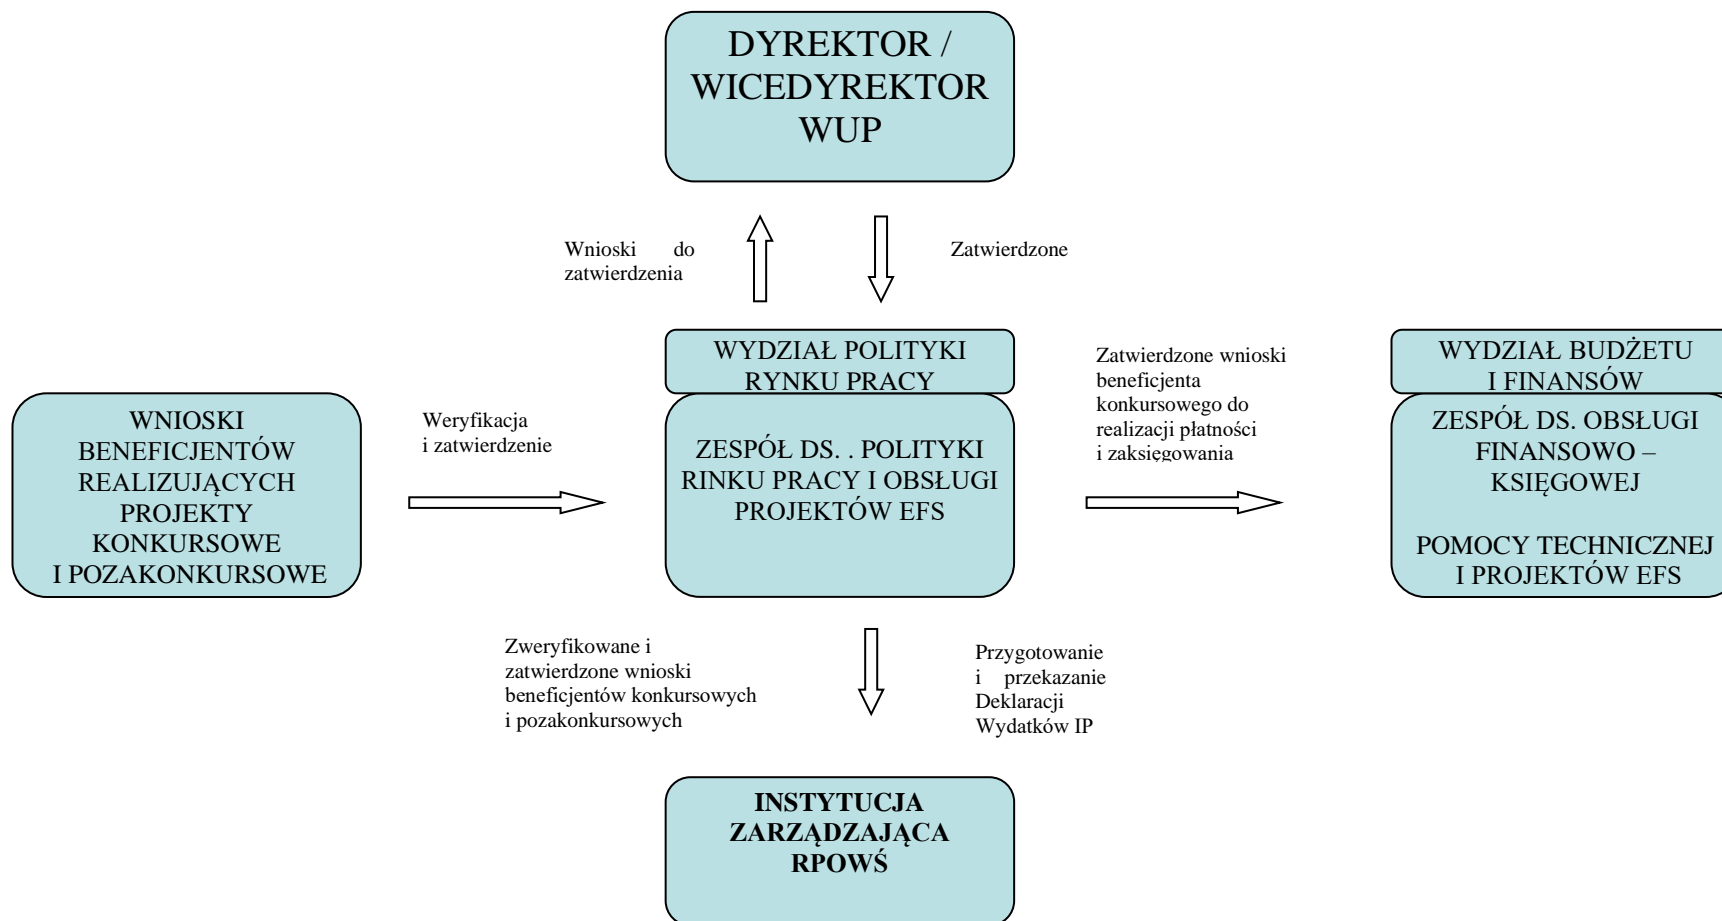 DYREKTOR /
WICEDYREKTOR
WUP
Wnioski do
zatwierdzenia
Zatwierdzone
WNIOSKI
BENEFICJENTÓW
REALIZUJĄCYCH
PROJEKTY
KONKURSOWE
I POZAKONKURSOWE
Weryfikacja
i zatwierdzenie
WYDZIAŁ POLITYKI
RYNKU PRACY
ZESPÓŁ DS. . POLITYKI
RINKU PRACY I OBSŁUGI
PROJEKTÓW EFS
Zatwierdzone wnioski
beneficjenta
konkursowego do
realizacji płatności
i zaksięgowania
WYDZIAŁ BUDŻETU
I FINANSÓW
ZESPÓŁ DS. OBSŁUGI
FINANSOWO –
KSIĘGOWEJ
POMOCY TECHNICZNEJ
I PROJEKTÓW EFS
Zweryfikowane i
zatwierdzone wnioski
beneficjentów konkursowych
i pozakonkursowych
Przygotowanie
i przekazanie
Deklaracji
Wydatków IP
INSTYTUCJA
ZARZĄDZAJĄCA
RPOWŚ